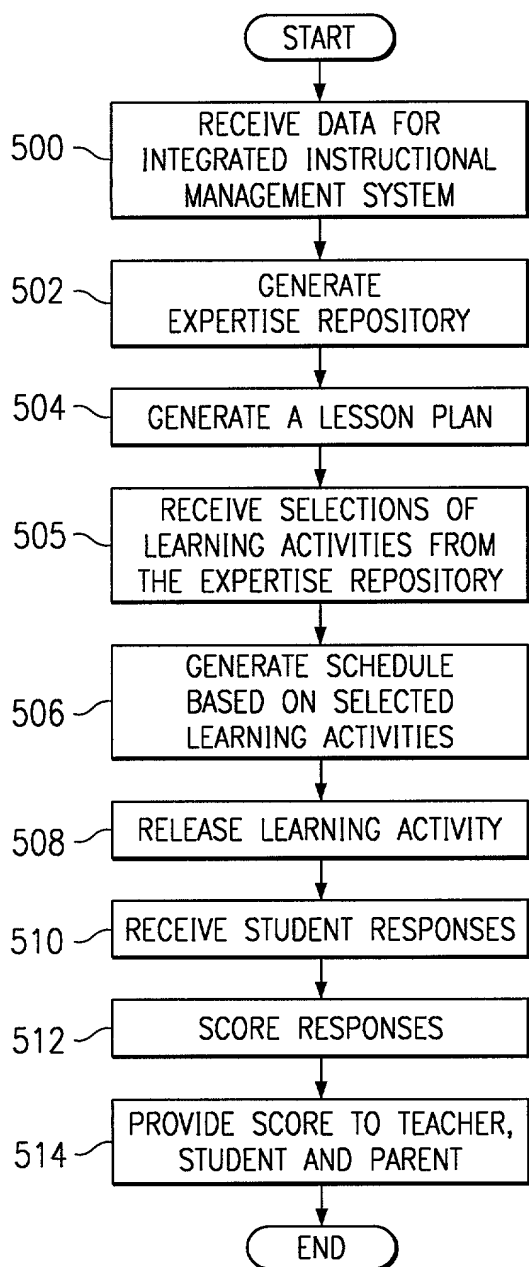 START
500
RECEIVE DATA FOR
INTEGRATED INSTRUCTIONAL
MANAGEMENT SYSTEM
502
GENERATE
EXPERTISE REPOSITORY
504
GENERATE A LESSON PLAN
505
RECEIVE SELECTIONS OF
LEARNING ACTIVITIES FROM
THE EXPERTISE REPOSITORY
506
GENERATE SCHEDULE
BASED ON SELECTED
LEARNING ACTIVITIES
508
RELEASE LEARNING ACTIVITY
510
RECEIVE STUDENT RESPONSES
512
SCORE RESPONSES
514
PROVIDE SCORE TO TEACHER,
STUDENT AND PARENT
END